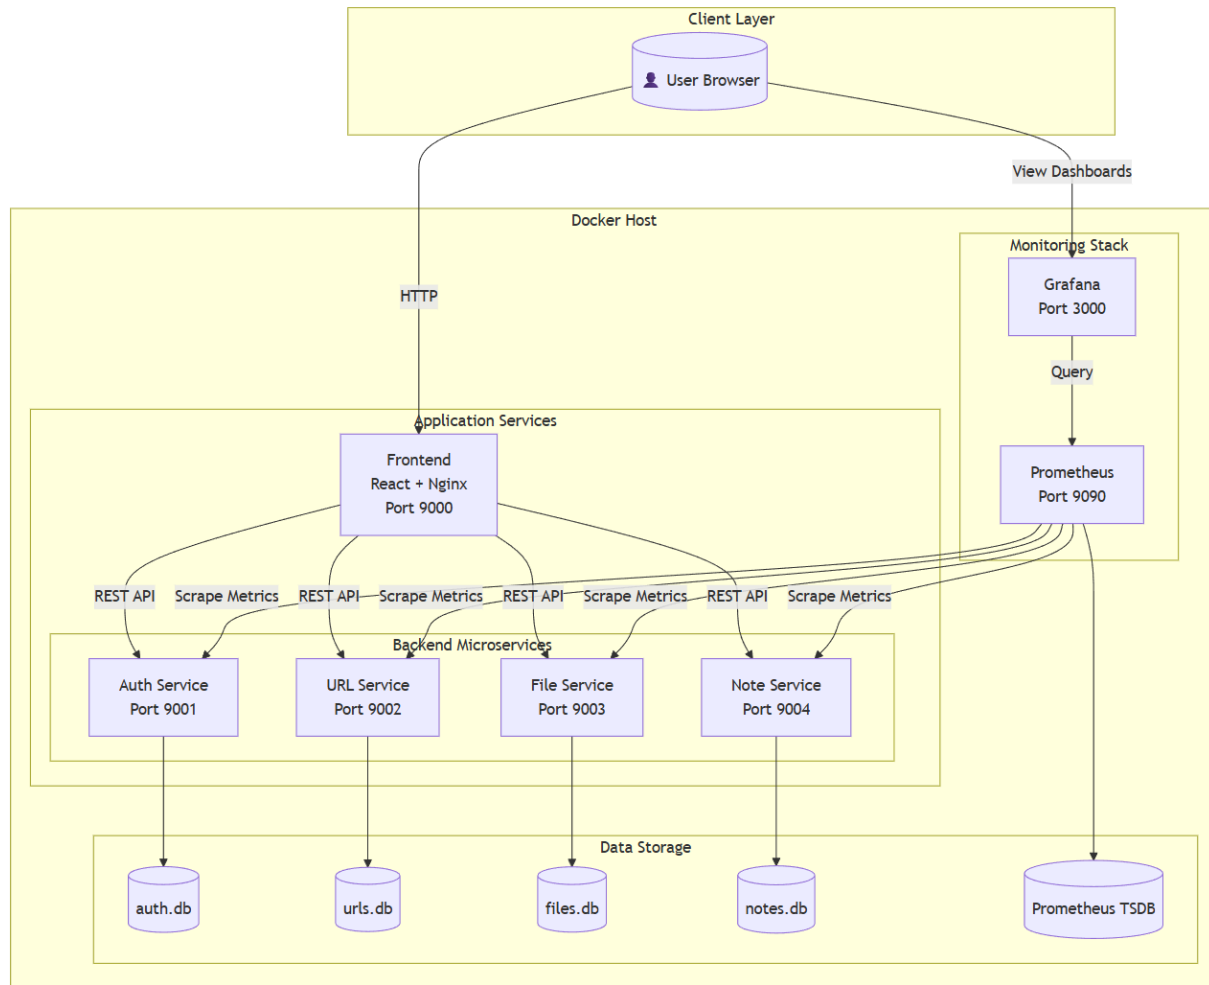 Client Layer
User Browser
View Dashboards
Docker Host
Monitoring Stack
Grafana
Port 3000
HTTP
Query
Application Services
Frontend
React + Nginx
Port 9000
Prometheus
Port 9090
REST API
Scrape Metrics
REST API
Scrape Metrics
REST API
Scrape Metrics
REST API
Scrape Metrics
Backend Microservices
Auth Service
Port 9001
URL Service
Port 9002
File Service
Port 9003
Note Service
Port 9004
Data Storage
auth.db
urls.db
files.db
notes.db
Prometheus TSDB